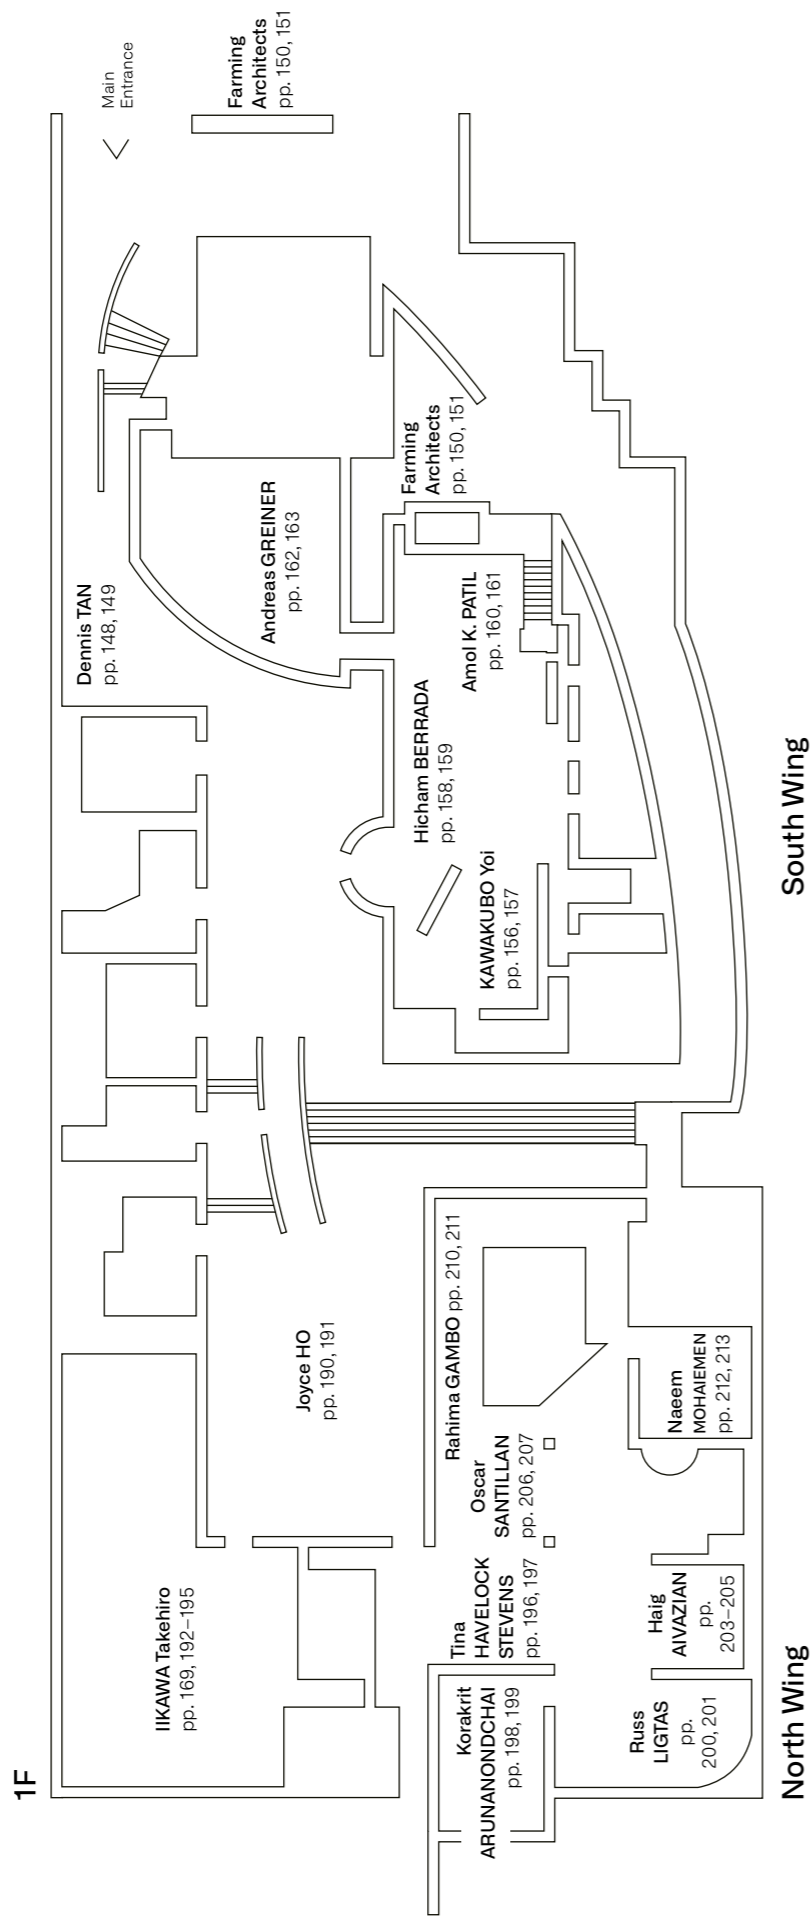 1F
IIKAWA Takehiro
pp. 169, 192–195
Joyce HO
pp. 190, 191
Dennis TAN
pp. 148, 149
Main
Entrance
Farming
Architects
pp. 150, 151
Andreas GREINER
pp. 162, 163
Farming
Architects
pp. 150, 151
Hicham BERRADA
pp. 158, 159
Amol K. PATIL
pp. 160, 161
KAWAKUBO Yoi
pp. 156, 157
Rahima GAMBO pp. 210, 211
Oscar
SANTILLAN
pp. 206, 207
Tina
HAVELOCK
STEVENS
pp. 196, 197
Korakrit
ARUNANONDCHAI
pp. 198, 199
Russ
LIGTAS
pp.
200, 201
Haig
AIVAZIAN
pp.
203–205
Naeem
MOHAIEMEN
pp. 212, 213
North Wing
South Wing